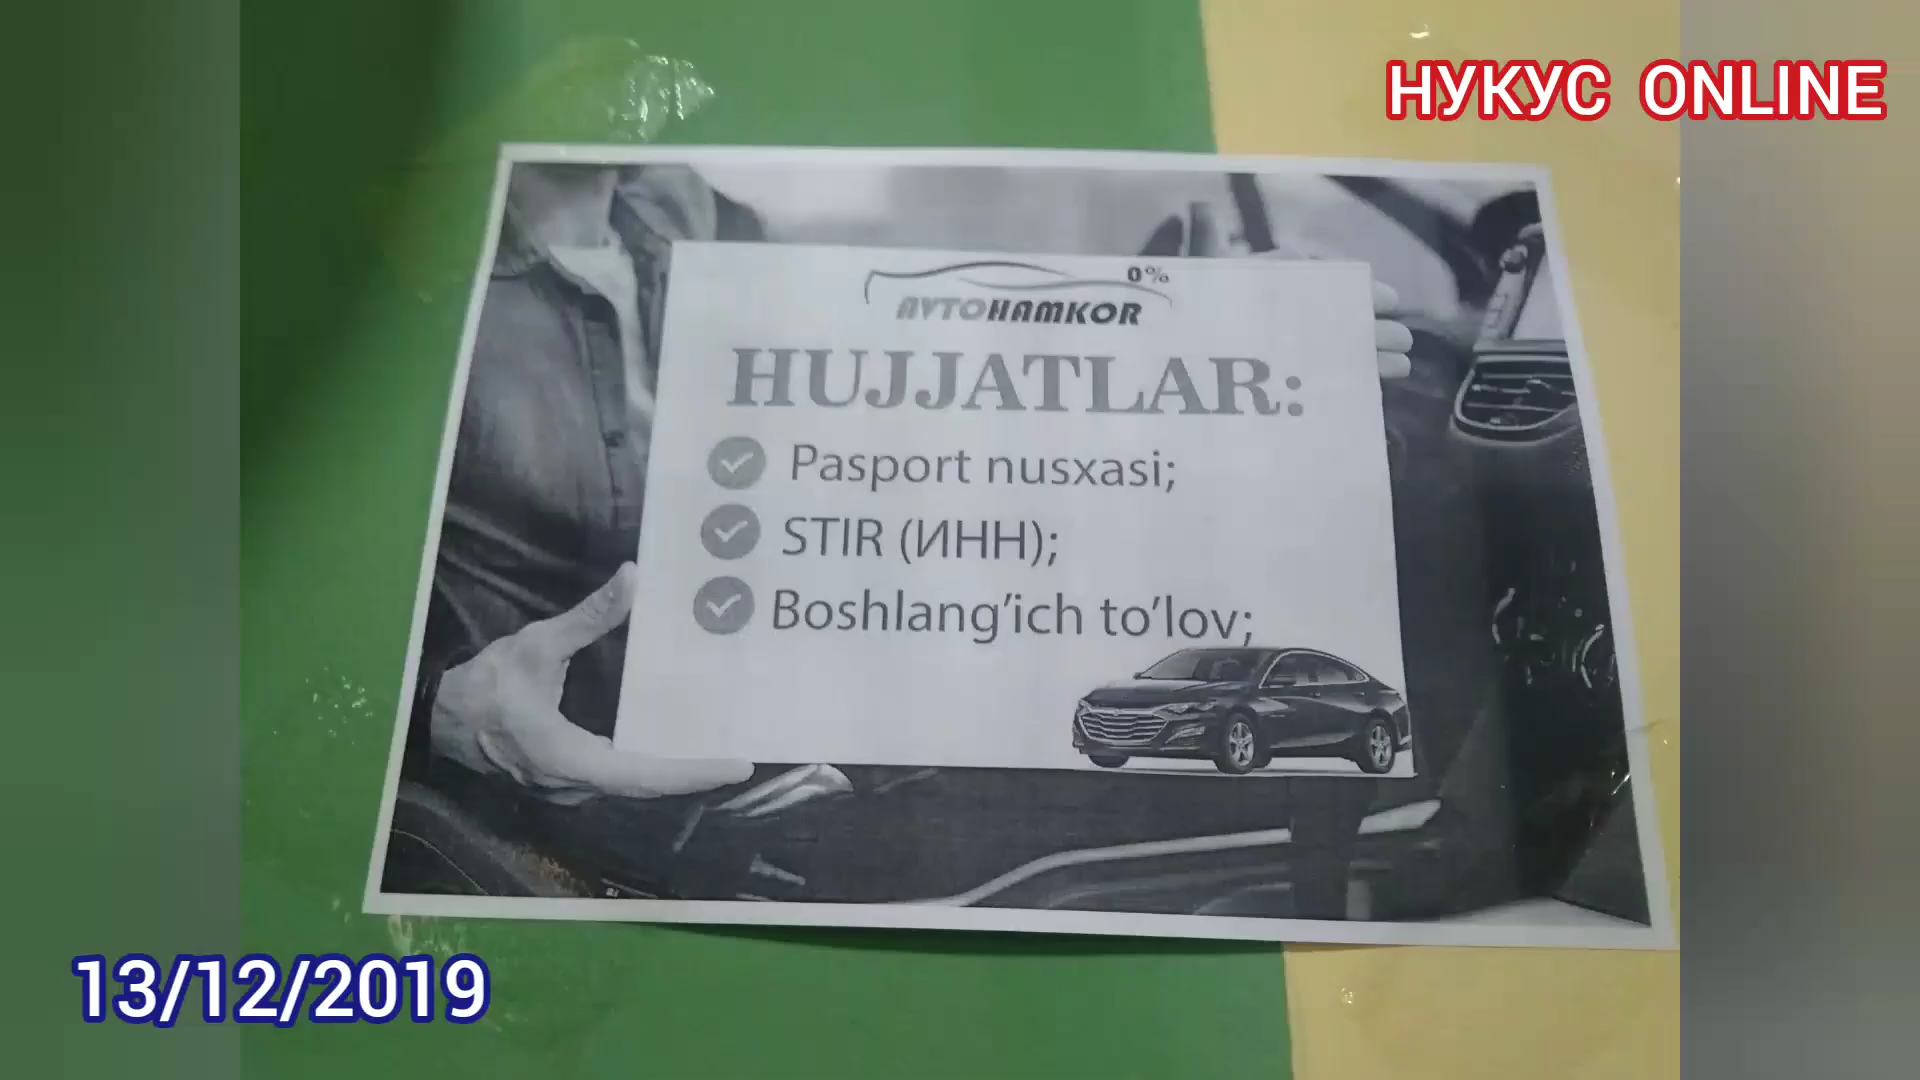 НУКУС ONLINE
0%
AVTOHAMKOR
HUJJATLAR:
Pasport nusxasi;
STIR (ИНН);
Boshlang’ich to’lov;
13/12/2019